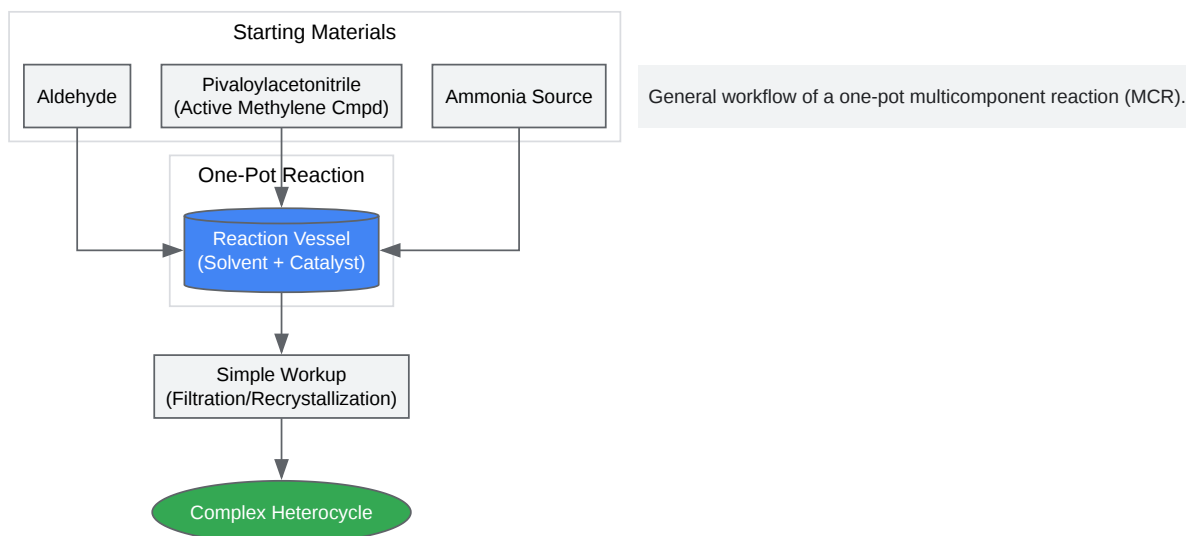 Starting Materials
Aldehyde
Pivaloylacetonitrile
(Active Methylene Cmpd)
Ammonia Source
General workflow of a one-pot multicomponent reaction (MCR).
One-Pot Reaction
Reaction Vessel
(Solvent + Catalyst)
Simple Workup
(Filtration/Recrystallization)
Complex Heterocycle